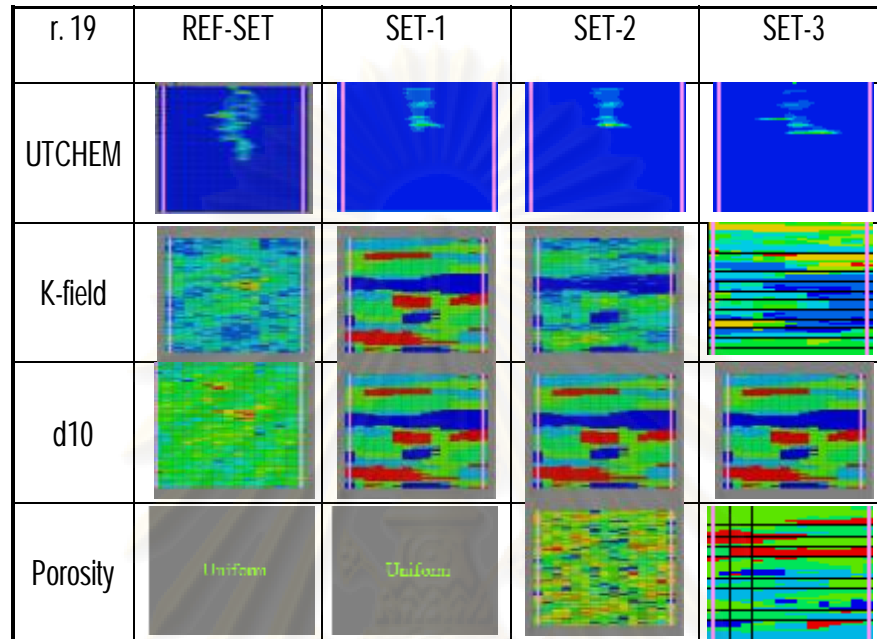 r. 19 REF-SET SET-1 SET-2 SET-3
UTCHEM
K-field
d10
Porosity Uniform Uniform